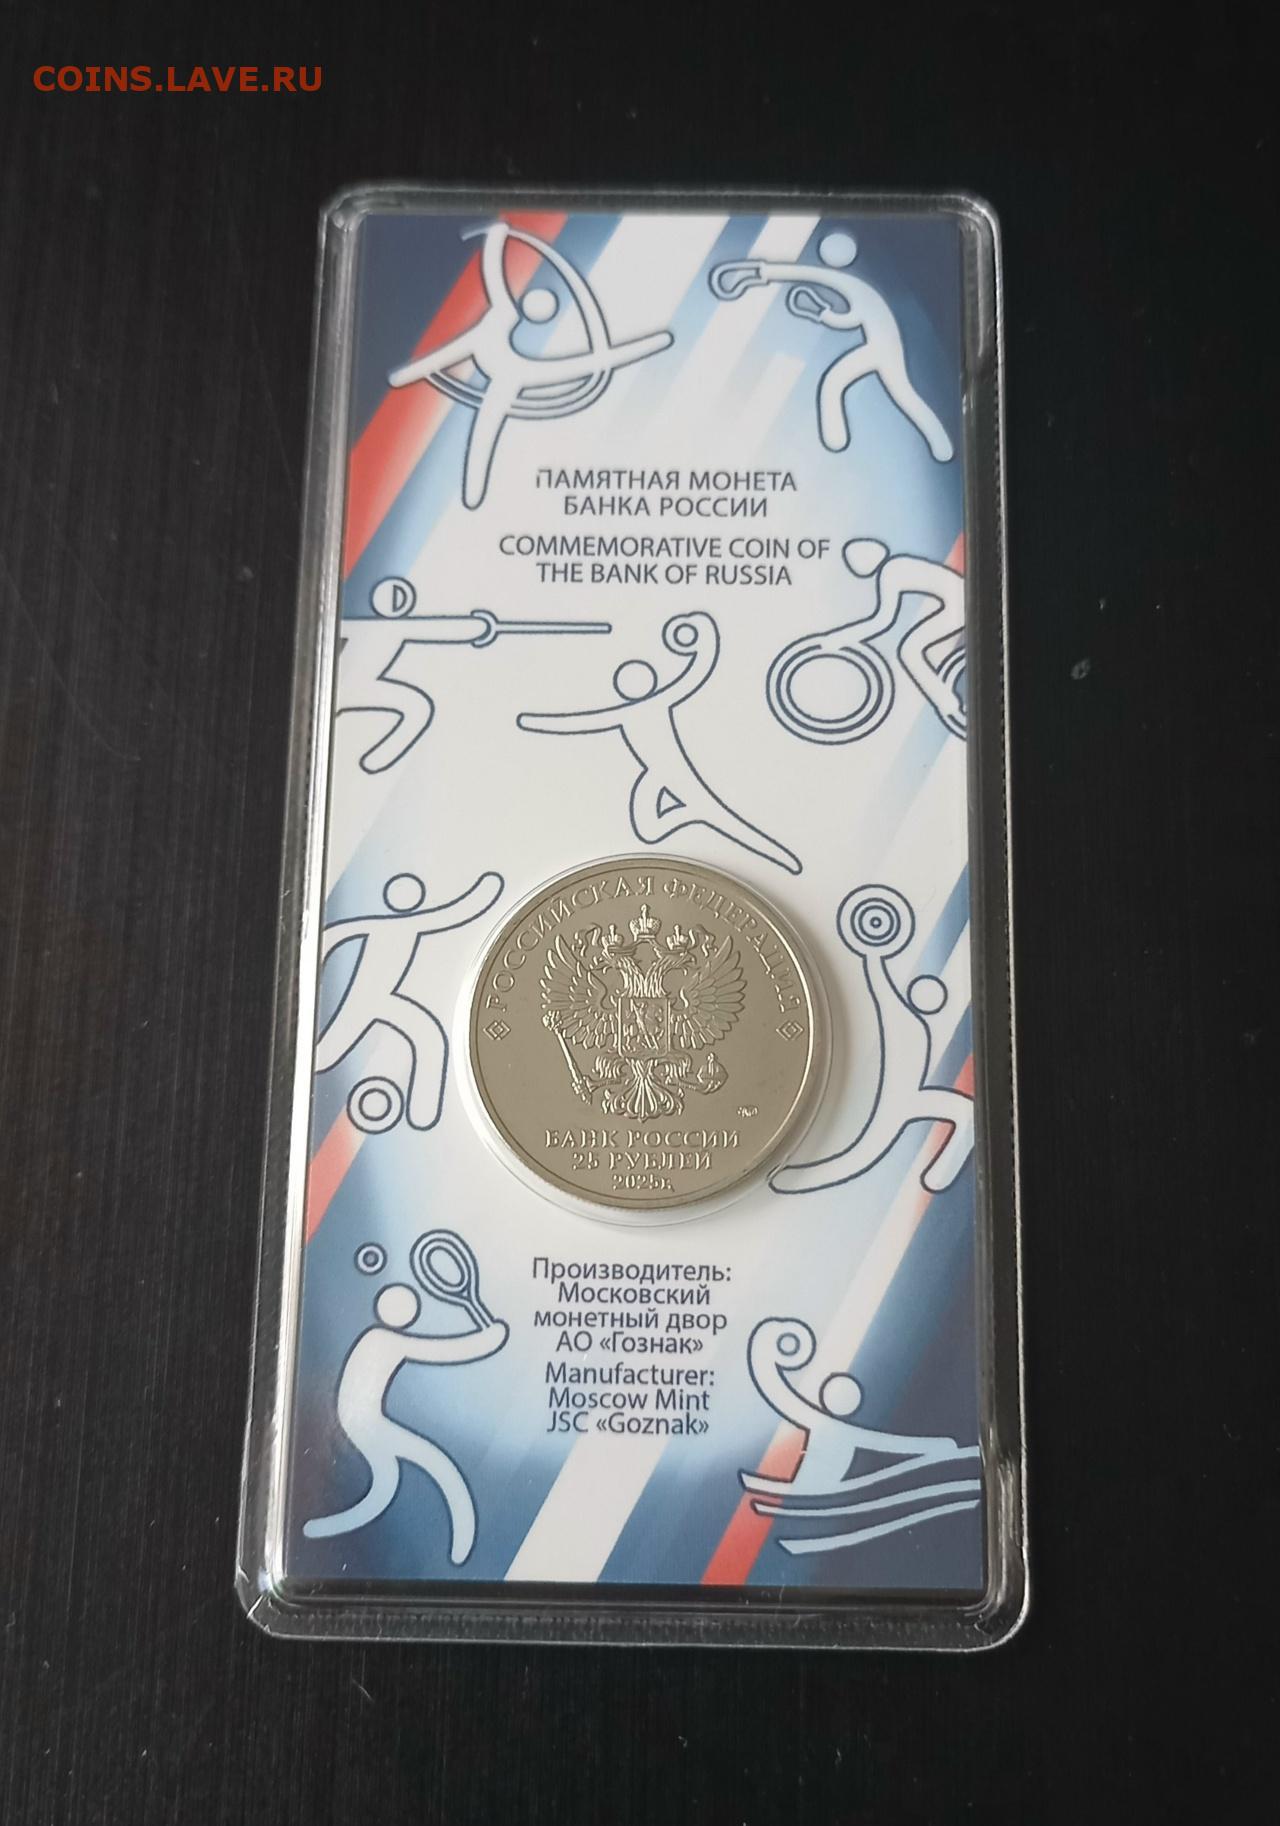 COINS.LAVE.RU
ПАМЯТНАЯ МОНЕТА
БАНКА РОССИИ
COMMEMORATIVE COIN OF
THE BANK OF RUSSIA
РОССИЙСКАЯ ФЕДЕРАЦИЯ
БАНК РОССИИ
25 РУБЛЕЙ
2025г.
Производитель:
Московский
монетный двор
АО «Гознак»
Manufacturer:
Moscow Mint
JSC «Goznak»